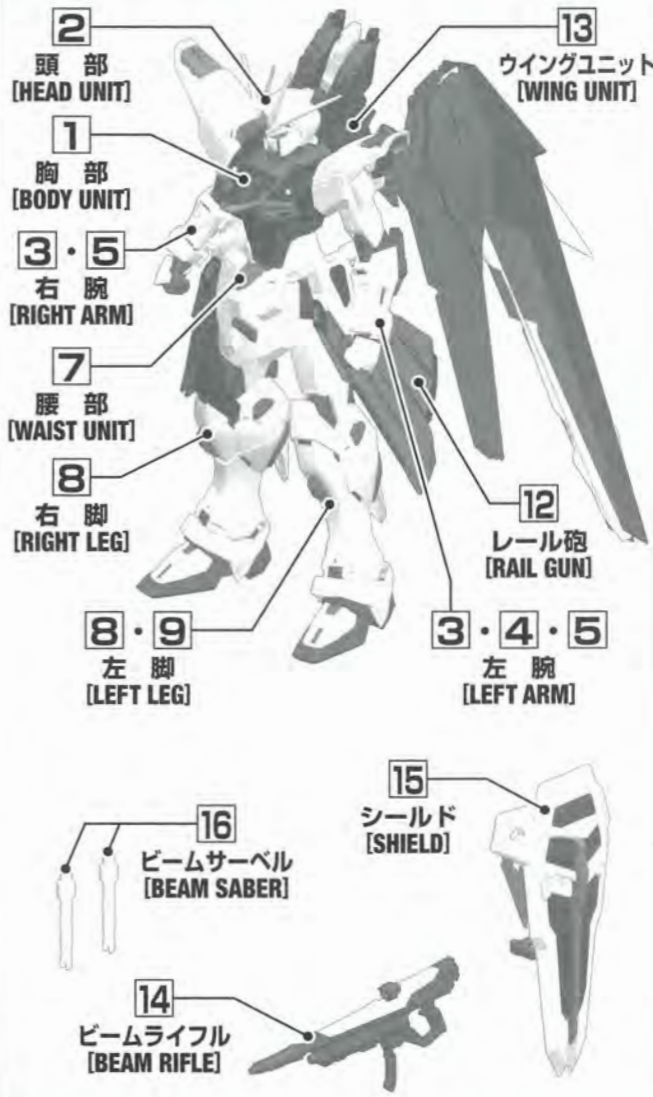 2
頭 部
[HEAD UNIT]
1
胸 部
[BODY UNIT]
3・5
右 腕
[RIGHT ARM]
7
腰 部
[WAIST UNIT]
8
右 脚
[RIGHT LEG]
8・9
左 脚
[LEFT LEG]
13
ウイングユニット
[WING UNIT]
12
レール砲
[RAIL GUN]
3・4・5
左 腕
[LEFT ARM]
16
ビームサーベル
[BEAM SABER]
15
シールド
[SHIELD]
14
ビームライフル
[BEAM RIFLE]